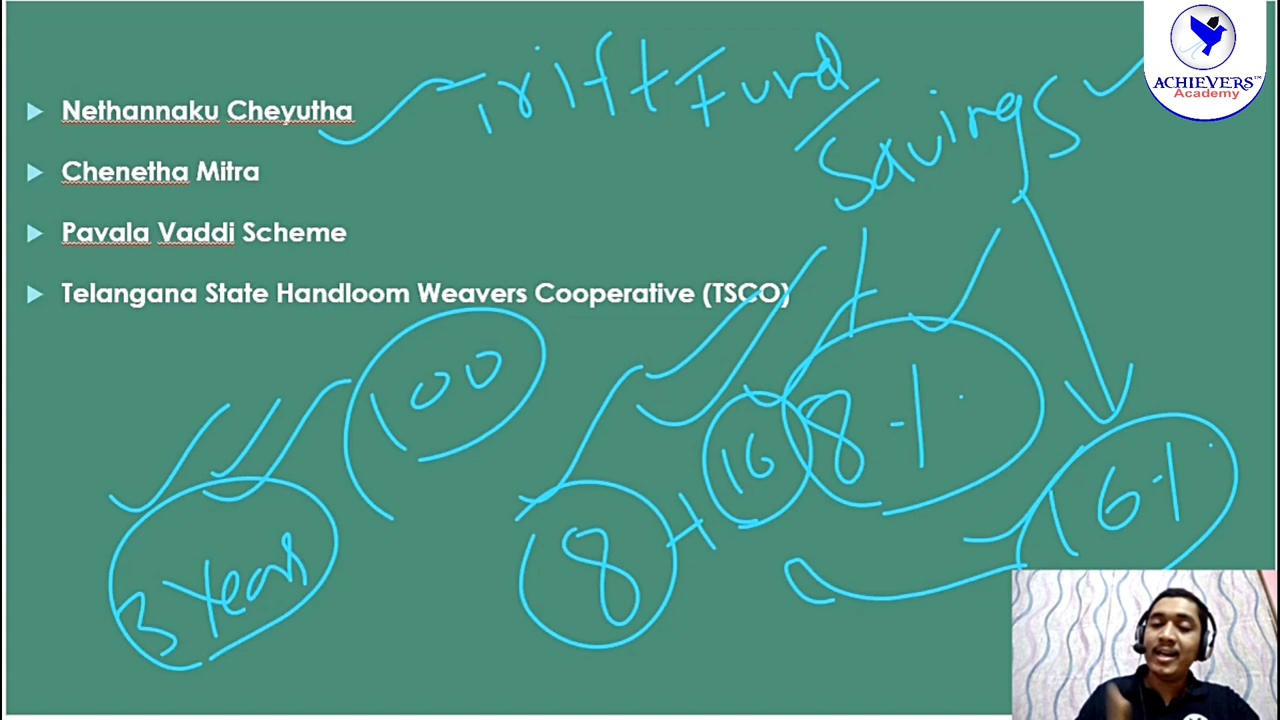 ACHIEVERS™
Academy
Nethannaku Cheyutha
Trift Fund/
Savings
Chenetha Mitra
Pavala Vaddi Scheme
Telangana State Handloom Weavers Cooperative (TSCO)
100
3 Years
8 + 16
8-1.
16-1.